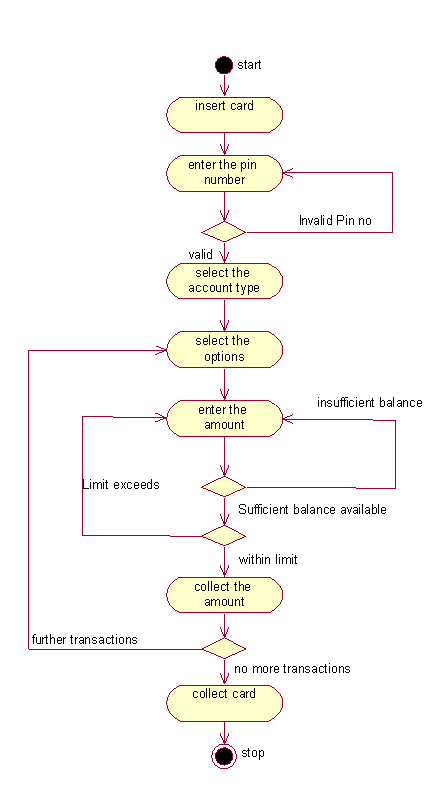 start
insert card
enter the pin
number
Invalid Pin no
valid
select the
account type
select the
options
insufficient balance
enter the
amount
Limit exceeds
Sufficient balance available
within limit
collect the
amount
further transactions
no more transactions
collect card
stop